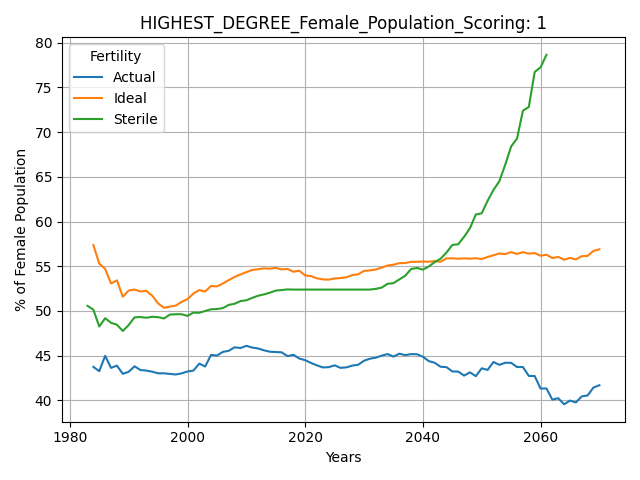 HIGHEST_DEGREE_Female_Population_Scoring: 1
Fertility
Actual
Ideal
Sterile
% of Female Population
80
75
70
65
60
55
50
45
40
1980
2000
2020
2040
2060
Years